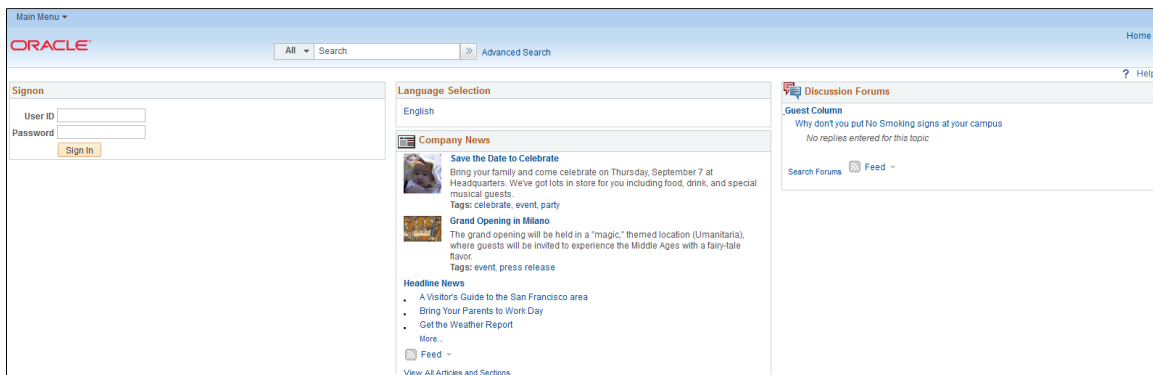 Main Menu
ORACLE
All
Search
Advanced Search
Home
? Help
Signon
User ID
Password
Sign In
Language Selection
English
Company News
Save the Date to Celebrate
Bring your family and come celebrate on Thursday, September 7 at
Headquarters. We've got lots in store for you including food, drink, and special
musical guests.
Tags: celebrate, event, party
Grand Opening in Milano
The grand opening will be held in a "magic," themed location (Umanitaria),
where guests will be invited to experience the Middle Ages with a fairy-tale
flavor.
Tags: event, press release
Headline News
A Visitor's Guide to the San Francisco area
Bring Your Parents to Work Day
Get the Weather Report
More...
Feed
View All Articles and Sections
Discussion Forums
Guest Column
Why don't you put No Smoking signs at your campus
No replies entered for this topic
Search Forums
Feed